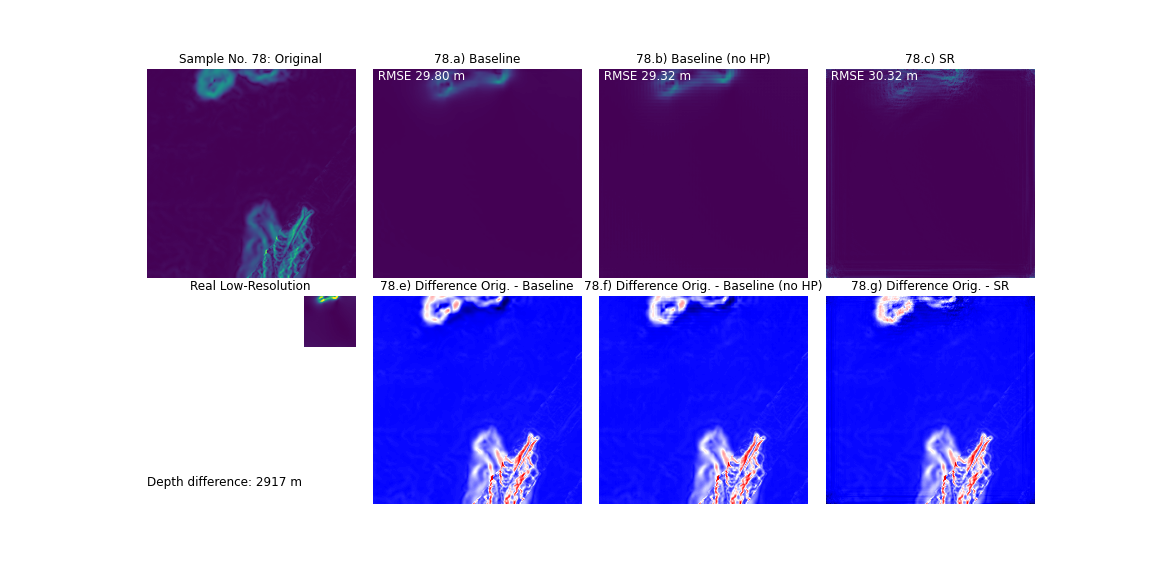 Sample No. 78: Original
78.a) Baseline
78.b) Baseline (no HP)
78.c) SR
RMSE 29.80 m
RMSE 29.32 m
RMSE 30.32 m
Real Low-Resolution
78.e) Difference Orig. - Baseline
78.f) Difference Orig. - Baseline (no HP)
78.g) Difference Orig. - SR
Depth difference: 2917 m